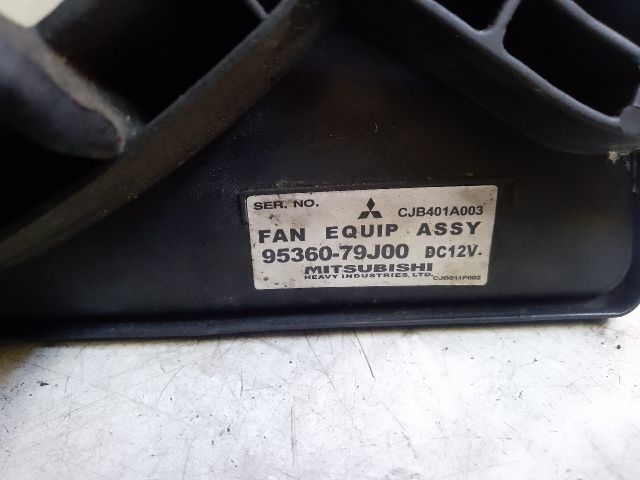 SER. NO. CJB401A003
FAN EQUIP ASSY
95360-79J00 DC12V.
MITSUBISHI
HEAVY INDUSTRIES, LTD.